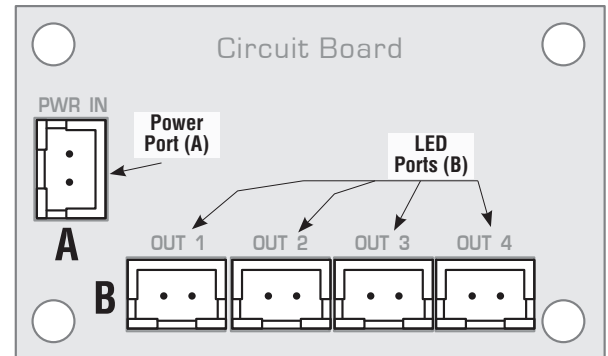 Circuit Board
PWR IN
Power
Port (A)
LED
Ports (B)
A
OUT 1
OUT 2
OUT 3
OUT 4
B